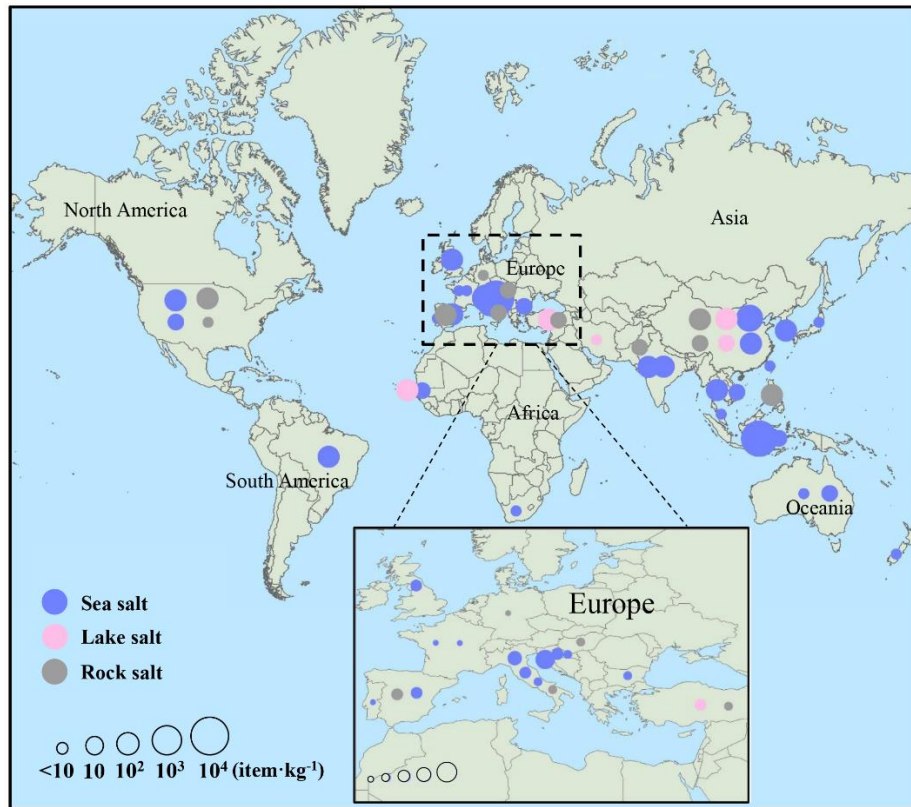 North America
Asia
Europe
Africa
South America
Oceania
Europe
Sea salt
Lake salt
Rock salt
<10 10 10² 10³ 10⁴ (item·kg⁻¹)